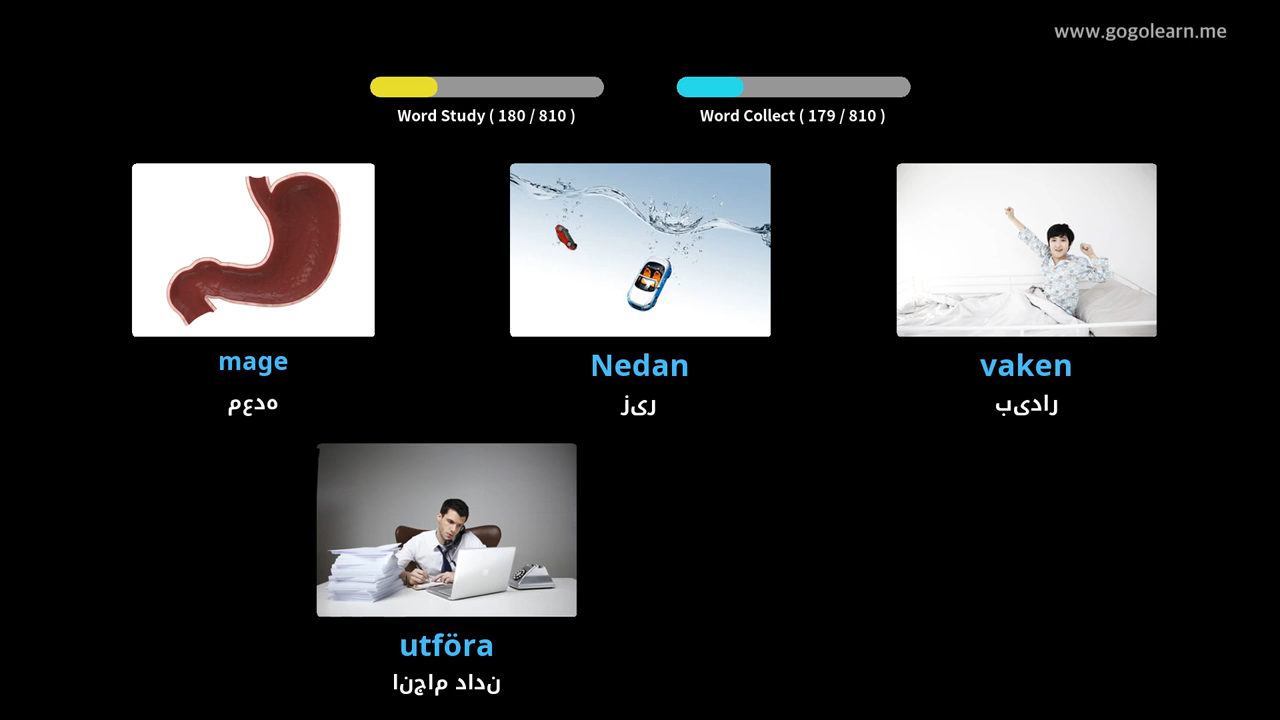 www.gogolearn.me
Word Study ( 180 / 810 )
Word Collect ( 179 / 810 )
mage
معده
Nedan
زیر
vaken
بیدار
utföra
انجام دادن